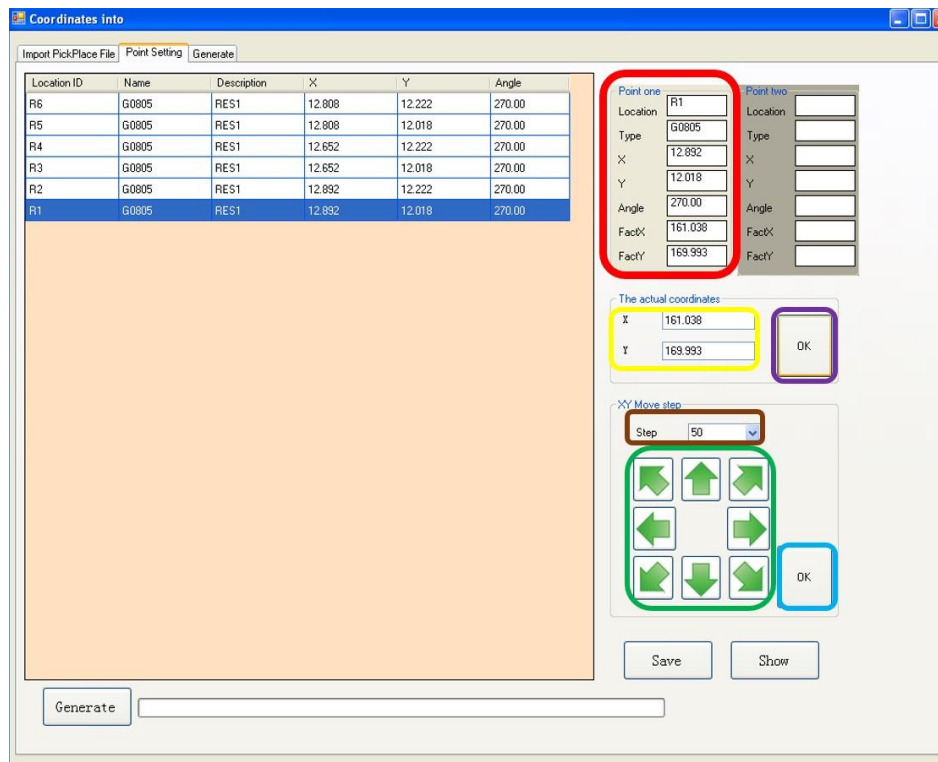 Coordinates into
Import PickPlace File Point Setting Generate
Location ID Name Description X Y Angle
R6 G0805 RES1 12.808 12.222 270.00
R5 G0805 RES1 12.808 12.018 270.00
R4 G0805 RES1 12.652 12.222 270.00
R3 G0805 RES1 12.652 12.018 270.00
R2 G0805 RES1 12.892 12.222 270.00
R1 G0805 RES1 12.892 12.018 270.00
Point one
Location R1
Type G0805
X 12.892
Y 12.018
Angle 270.00
FactX 161.038
FactY 169.993
Point two
Location
Type
X
Y
Angle
FactX
FactY
The actual coordinates
X 161.038
Y 169.993
OK
XY Move step
Step 50
OK
Save Show
Generate